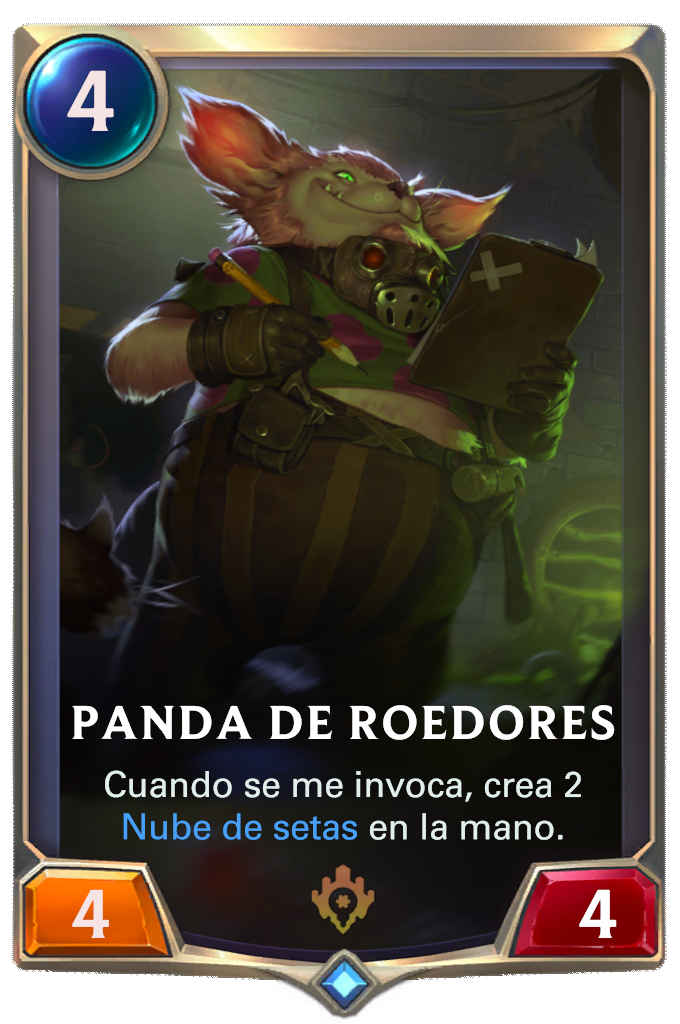 4
PANDA DE ROEDORES
Cuando se me invoca, crea 2
Nube de setas en la mano.
4
4